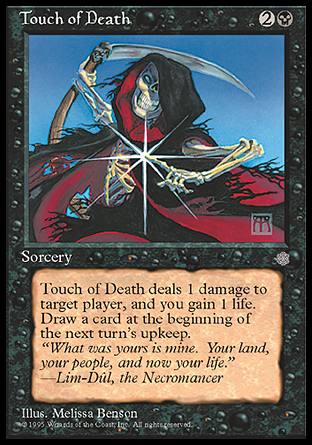 Touch of Death 2
Sorcery
Touch of Death deals 1 damage to
target player, and you gain 1 life.
Draw a card at the beginning of
the next turn's upkeep.
"What was yours is mine. Your land,
your people, and now your life."
—Lim-Dûl, the Necromancer
Illus. Melissa Benson
© 1995 Wizards of the Coast, Inc. All rights reserved.